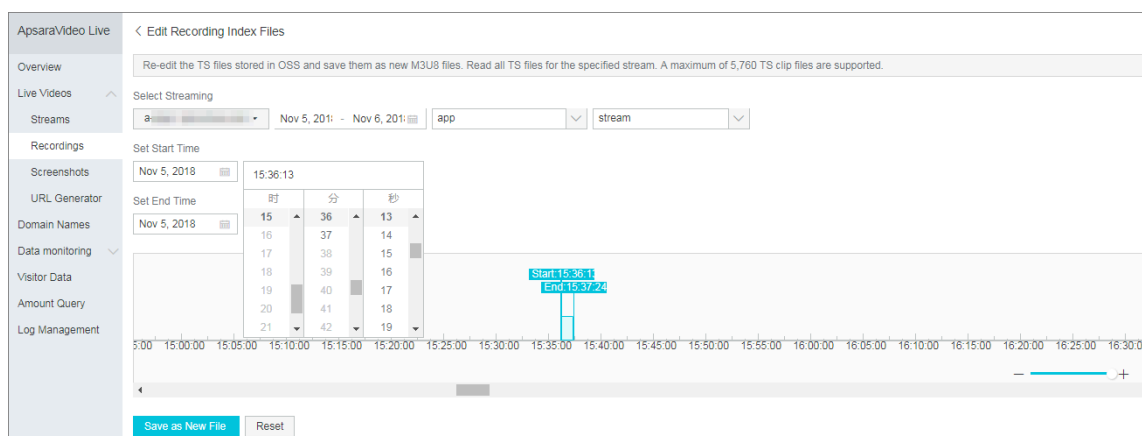 ApsaraVideo Live
Overview
Live Videos
Streams
Recordings
Screenshots
URL Generator
Domain Names
Data monitoring
Visitor Data
Amount Query
Log Management
< Edit Recording Index Files
Re-edit the TS files stored in OSS and save them as new M3U8 files. Read all TS files for the specified stream. A maximum of 5,760 TS clip files are supported.
Select Streaming
Nov 5, 201 - Nov 6, 201 app stream
Set Start Time
Nov 5, 2018 15:36:13
时 分 秒
Set End Time
Nov 5, 2018
15 36 13
16 37 14
17 38 15
18 39 16
19 40 17
20 41 18
21 42 19
Start:15:36:13
End:15:37:24
5:00 15:00:00 15:05:00 15:10:00 15:15:00 15:20:00 15:25:00 15:30:00 15:35:00 15:40:00 15:45:00 15:50:00 15:55:00 16:00:00 16:05:00 16:10:00 16:15:00 16:20:00 16:25:00 16:30:0
Save as New File Reset